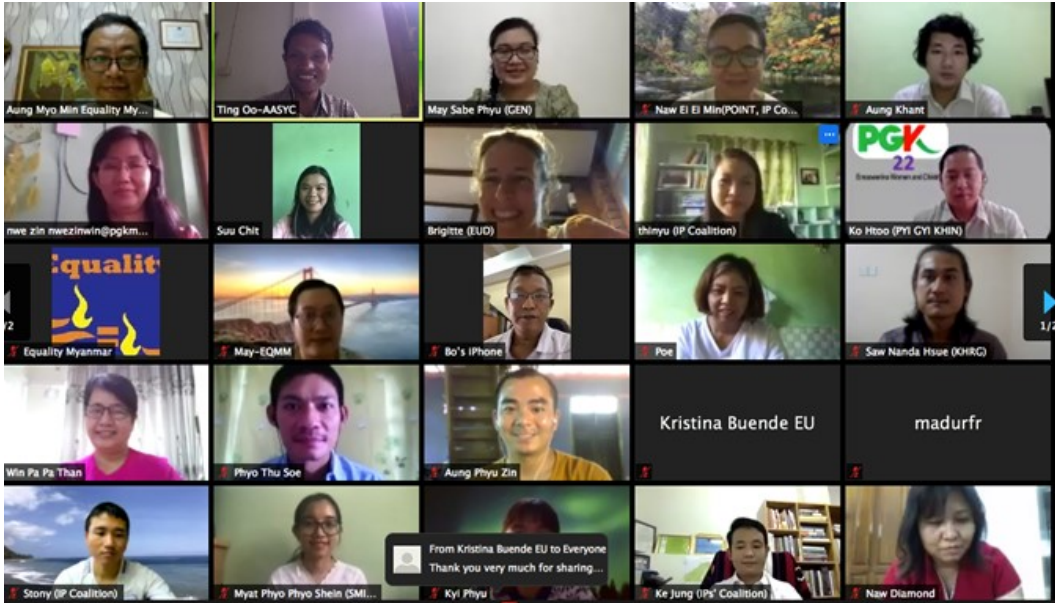 Aung Myo Min Equality My...
Ting Oo-AASYC
May Sabe Phyu (GEN)
Naw Ei Ei Min(POINT, IP Co...
Aung Khant
nwe zin nwezinwin@pgkm...
Suu Chit
Brigitte (EUD)
thinyu (IP Coalition)
PGK
22
Empowering Women and Child
Ko Htoo (PYI GYI KHIN)
Equality
/2
Equality Myanmar
May-EQMM
Bo's iPhone
Poe
1/2
Saw Nanda Hsue (KHRG)
Win Pa Pa Than
Phyo Thu Soe
Aung Phyu Zin
Kristina Buende EU
madurfr
Stony (IP Coalition)
Myat Phyo Phyo Shein (SMI...
From Kristina Buende EU to Everyone
Thank you very much for sharing...
Kyi Phyu
Ke Jung (IPs' Coalition)
Naw Diamond